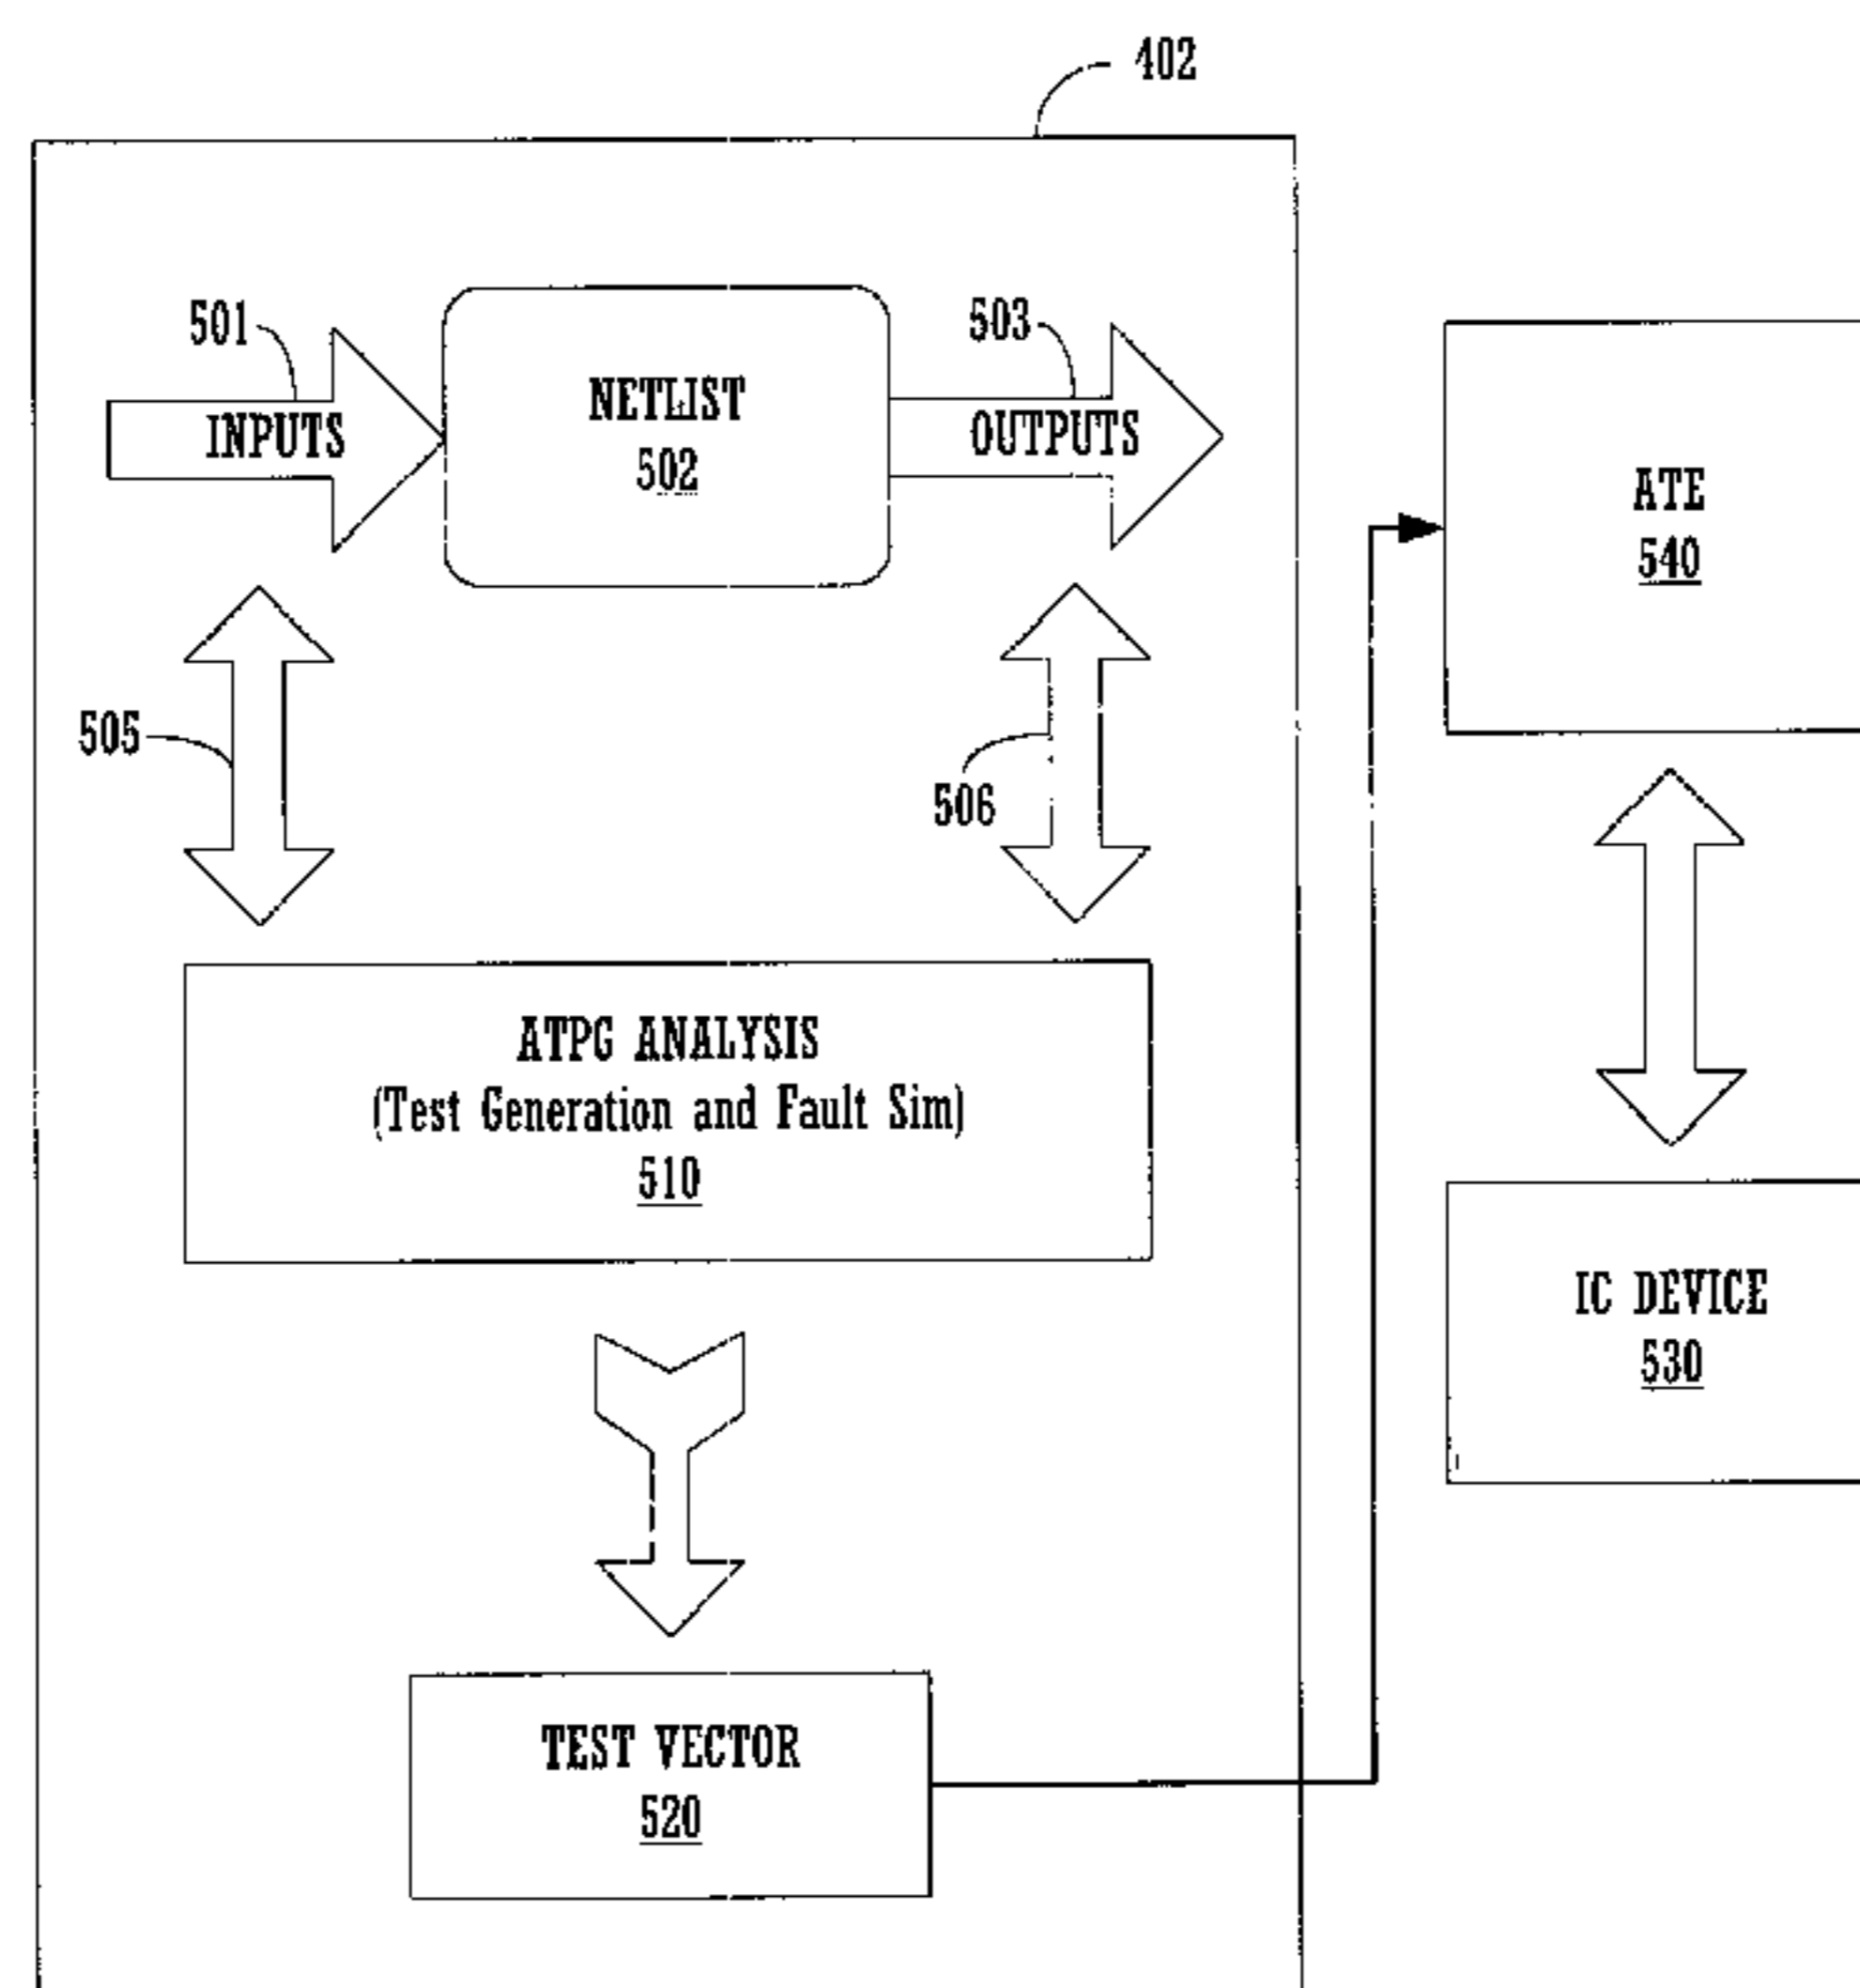 402
501
INPUTS
NETLIST
502
503
OUTPUTS
ATE
540
505
506
ATPG ANALYSIS
(Test Generation and Fault Sim)
510
IC DEVICE
530
TEST VECTOR
520